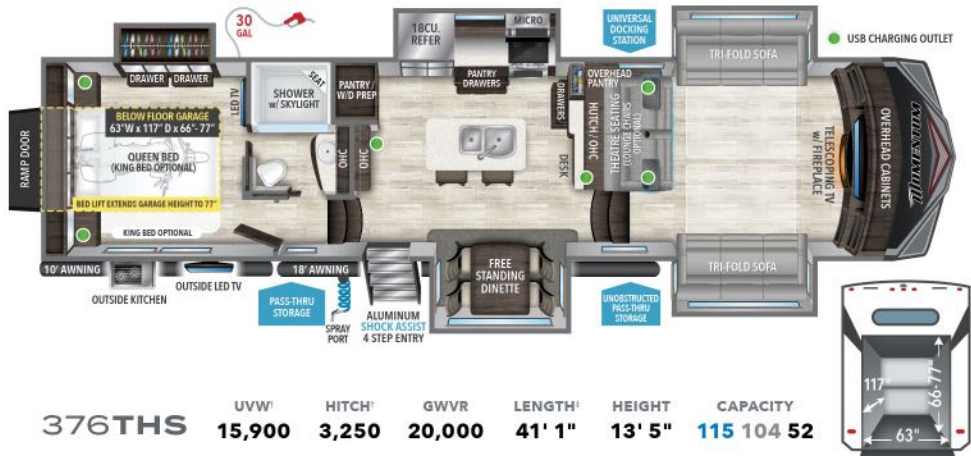 30
GAL
18CU.
REFER
MICRO
UNIVERSAL
DOCKING
STATION
TRI-FOLD SOFA
USB CHARGING OUTLET
DRAWER
DRAWER
LED TV
SEAT
SHOWER
w/ SKYLIGHT
PANTRY /
W/D PREP
PANTRY
DRAWERS
DRAWERS
OVERHEAD
PANTRY
HUTCH / OHC
THEATRE SEATING
(LOUNGE CHAIRS
OPTIONAL)
RAMP DOOR
BELOW FLOOR GARAGE
63"W x 117" D x 66"- 77"
QUEEN BED
(KING BED OPTIONAL)
BED LIFT EXTENDS GARAGE HEIGHT TO 77"
KING BED OPTIONAL
OHC
OHC
DESK
TELESCOPING TV
w/ FIREPLACE
OVERHEAD CABINETS
MOMENTUM
10' AWNING
OUTSIDE KITCHEN
OUTSIDE LED TV
18' AWNING
PASS-THRU
STORAGE
SPRAY
PORT
ALUMINUM
SHOCK ASSIST
4 STEP ENTRY
FREE
STANDING
DINETTE
UNOBSTRUCTED
PASS-THRU
STORAGE
TRI-FOLD SOFA
117"
66-77"
63"
376THS
UVW† HITCH† GWVR LENGTH‡ HEIGHT CAPACITY
15,900 3,250 20,000 41' 1" 13' 5" 115 104 52